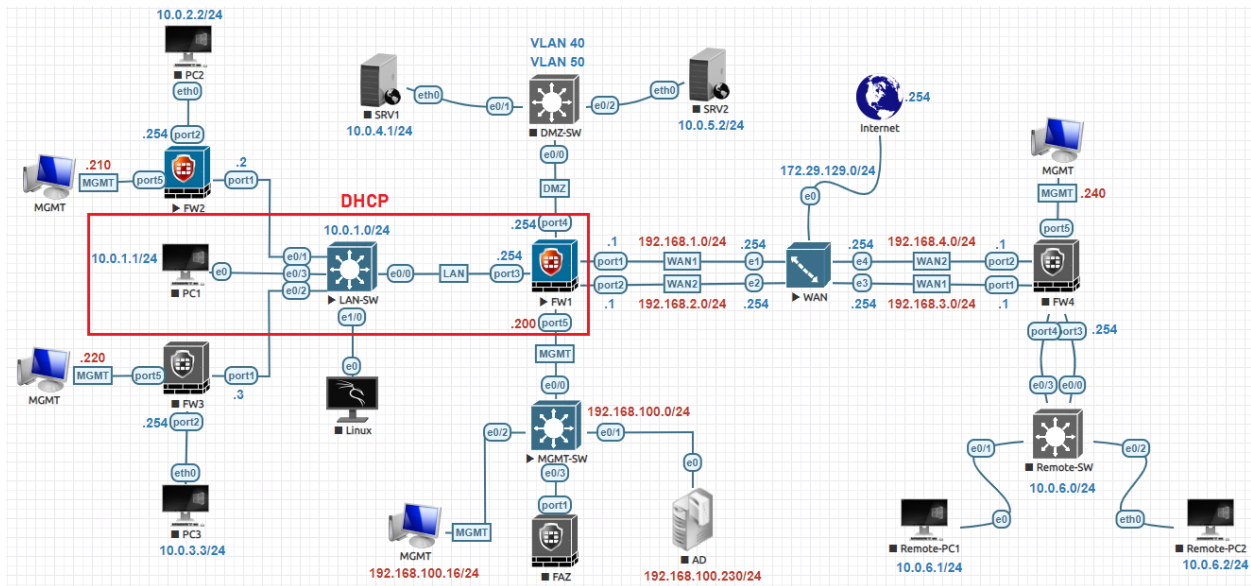 10.0.2.2/24
■ PC2
eth0
.254
port2
.210
MGMT
port5
MGMT
▶ FW2
.2
port1
VLAN 40
VLAN 50
■ SRV1
10.0.4.1/24
eth0
e0/1
■ DMZ-SW
e0/2
eth0
■ SRV2
10.0.5.2/24
e0/0
DMZ
Internet
.254
172.29.129.0/24
e0
MGMT
MGMT
.240
port5
DHCP
10.0.1.1/24
■ PC1
e0
10.0.1.0/24
e0/1
e0/3
e0/2
▶ LAN-SW
e0/0
LAN
.254
port3
.254
port4
▶ FW1
.200
port5
e1/0
.1
port1
192.168.1.0/24
WAN1
.254
e1
port2
.1
WAN2
192.168.2.0/24
e2
.254
▶ WAN
.254
e4
192.168.4.0/24
WAN2
.1
port2
e3
.254
WAN1
192.168.3.0/24
port1
.1
■ FW4
port4
port3
.254
.220
MGMT
port5
MGMT
■ FW3
port1
.3
.254
port2
eth0
■ PC3
10.0.3.3/24
e0
■ Linux
MGMT
e0/0
192.168.100.0/24
e0/2
e0/1
▶ MGMT-SW
e0/3
port1
■ FAZ
MGMT
MGMT
192.168.100.16/24
e0
■ AD
192.168.100.230/24
e0/3
e0/0
e0/1
e0/2
■ Remote-SW
10.0.6.0/24
e0
■ Remote-PC1
10.0.6.1/24
eth0
■ Remote-PC2
10.0.6.2/24